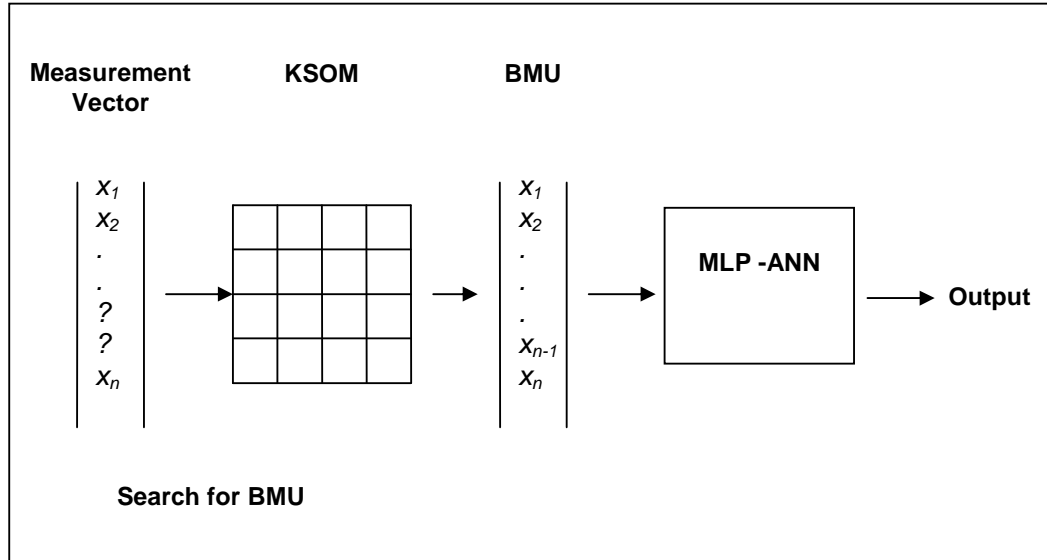 Measurement
Vector
KSOM
BMU
x1
x2
.
.
?
?
xn
x1
x2
.
.
.
xn-1
xn
MLP -ANN
Output
Search for BMU